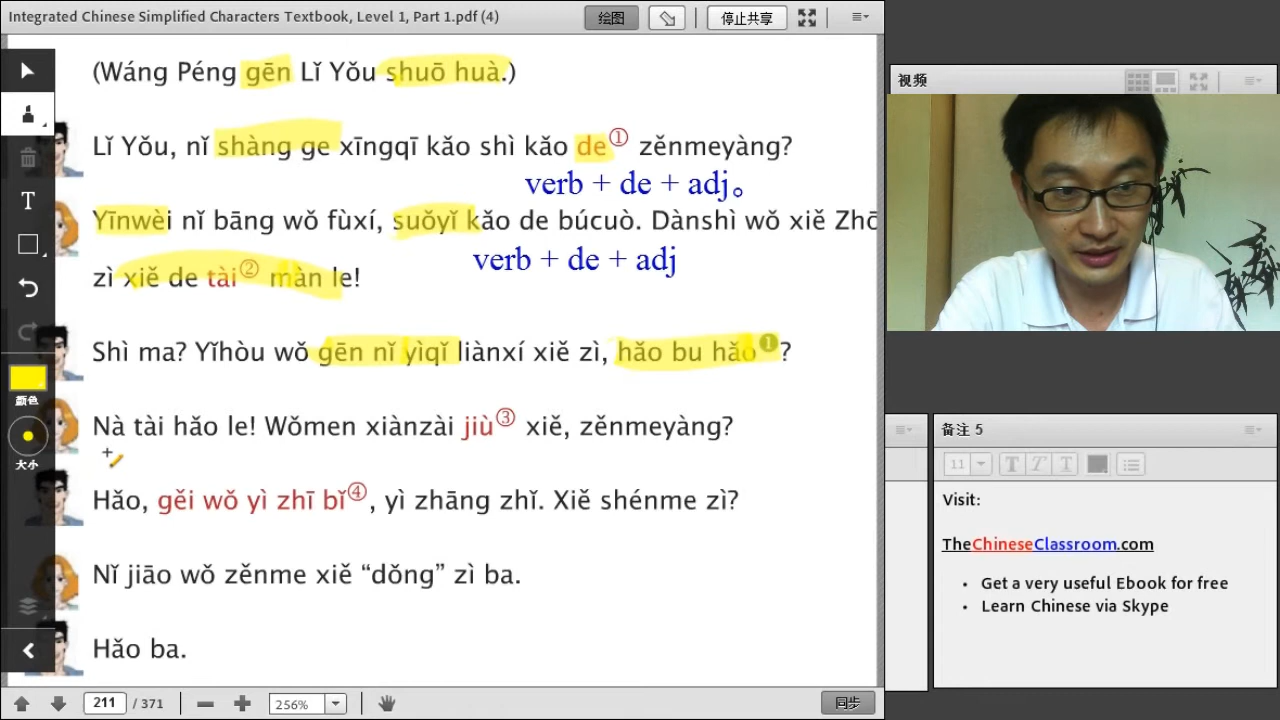 Integrated Chinese Simplified Characters Textbook, Level 1, Part 1.pdf (4)
绘图
停止共享
(Wáng Péng gēn Lǐ Yǒu shuō huà.)
Lǐ Yǒu, nǐ shàng ge xīngqī kǎo shì kǎo de① zěnmeyàng?
verb + de + adj。
Yīnwèi nǐ bāng wǒ fùxí, suǒyǐ kǎo de búcuò. Dànshì wǒ xiě Zhō
verb + de + adj
zì xiě de tài② màn le!
Shì ma? Yǐhòu wǒ gēn nǐ yìqǐ liànxí xiě zì, hǎo bu hǎo❶?
Nà tài hǎo le! Wǒmen xiànzài jiù③ xiě, zěnmeyàng?
Hǎo, gěi wǒ yì zhī bǐ④, yì zhāng zhǐ. Xiě shénme zì?
Nǐ jiāo wǒ zěnme xiě “dǒng” zì ba.
Hǎo ba.
T
颜色
大小
211 / 371
256%
同步
视频
备注 5
11
T T T
Visit:
TheChineseClassroom.com
• Get a very useful Ebook for free
• Learn Chinese via Skype